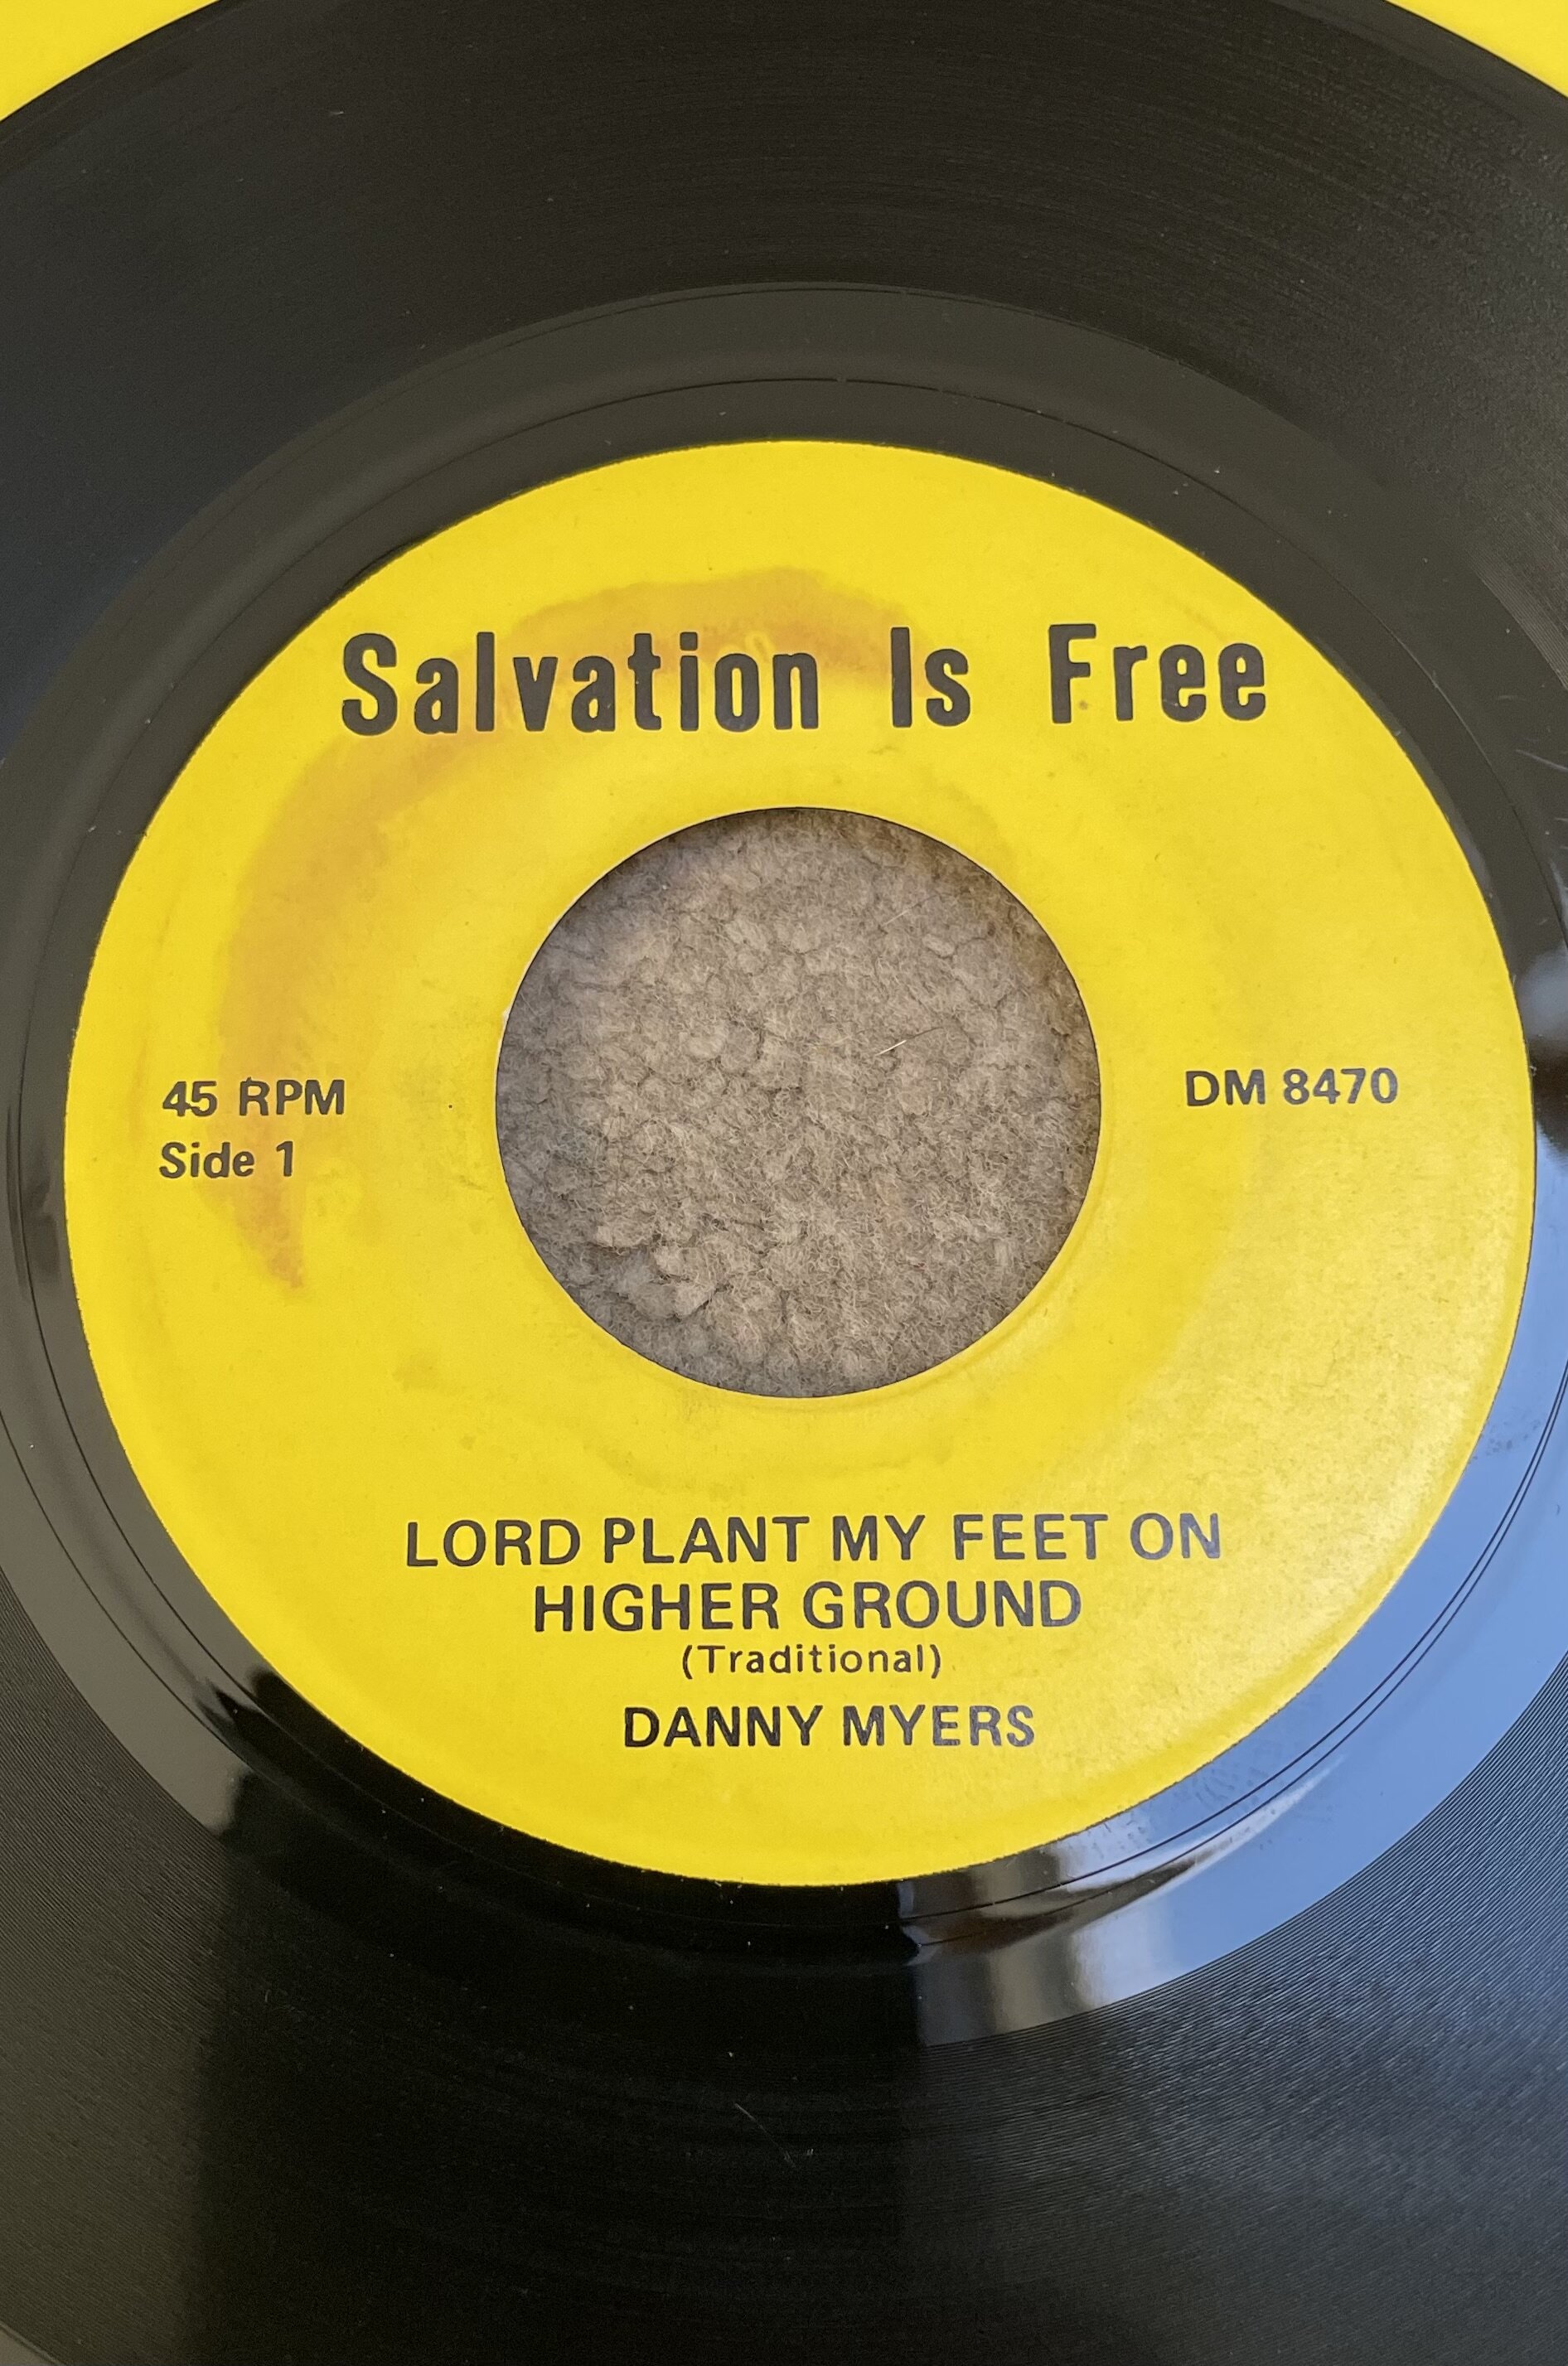 Salvation Is Free
45 RPM
Side 1
DM 8470
LORD PLANT MY FEET ON
HIGHER GROUND
(Traditional)
DANNY MYERS